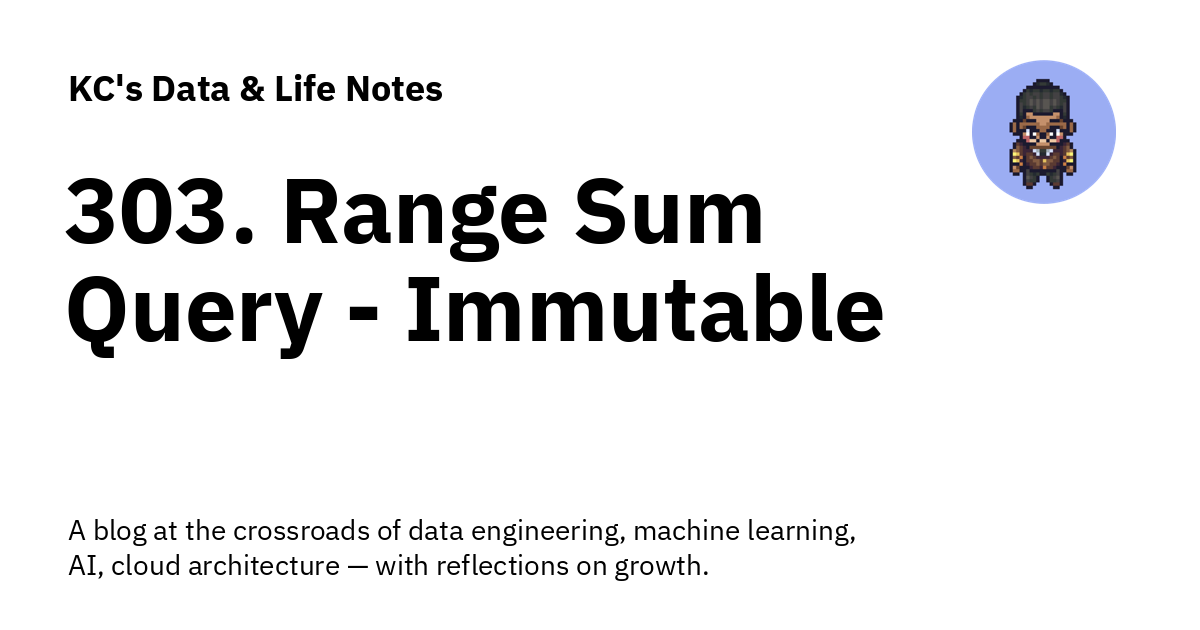 KC's Data & Life Notes
303. Range Sum
Query - Immutable
A blog at the crossroads of data engineering, machine learning,
AI, cloud architecture — with reflections on growth.